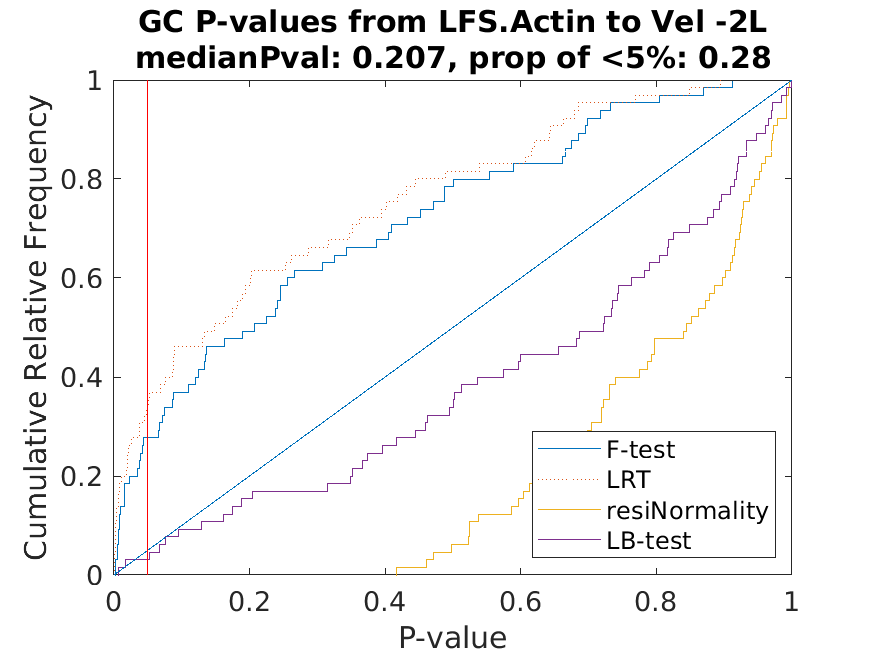 GC P-values from LFS.Actin to Vel -2L
medianPval: 0.207, prop of <5%: 0.28
Cumulative Relative Frequency
1
0.8
0.6
0.4
0.2
0
F-test
LRT
resiNormality
LB-test
0 0.2 0.4 0.6 0.8 1
P-value